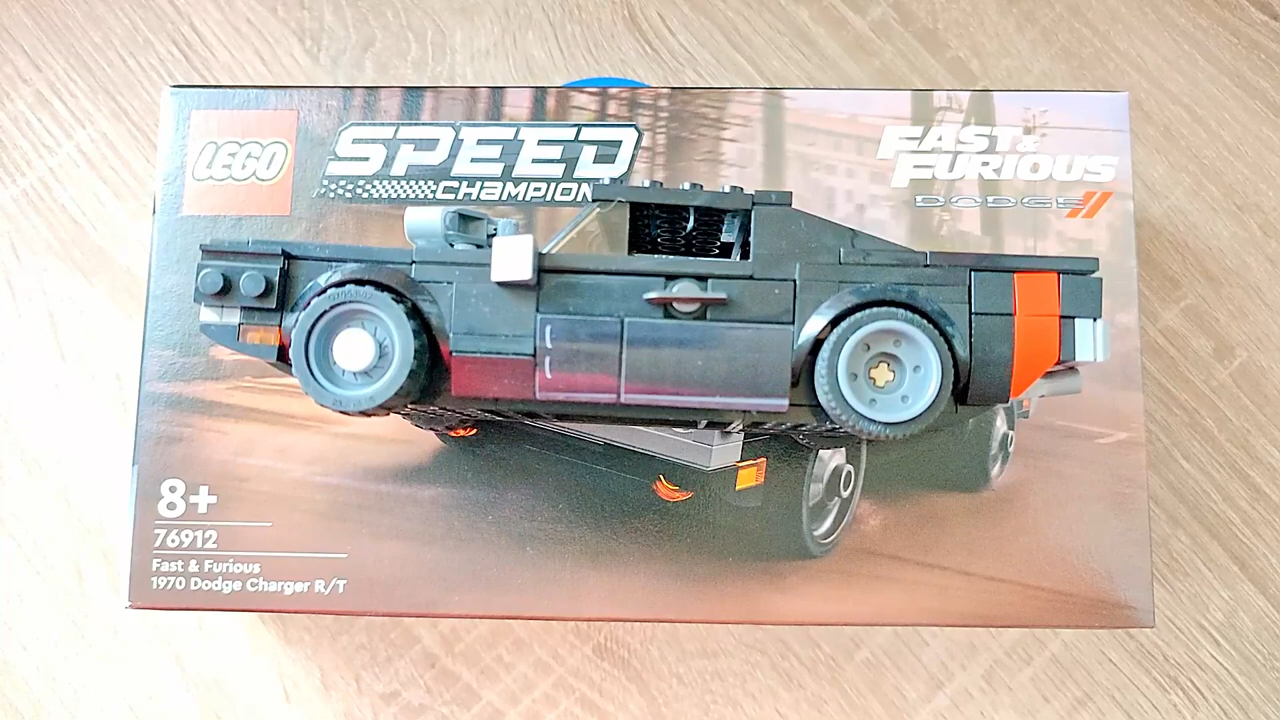 LEGO
SPEED
CHAMPION
FAST &
FURIOUS
DODGE
8+
76912
Fast & Furious
1970 Dodge Charger R/T